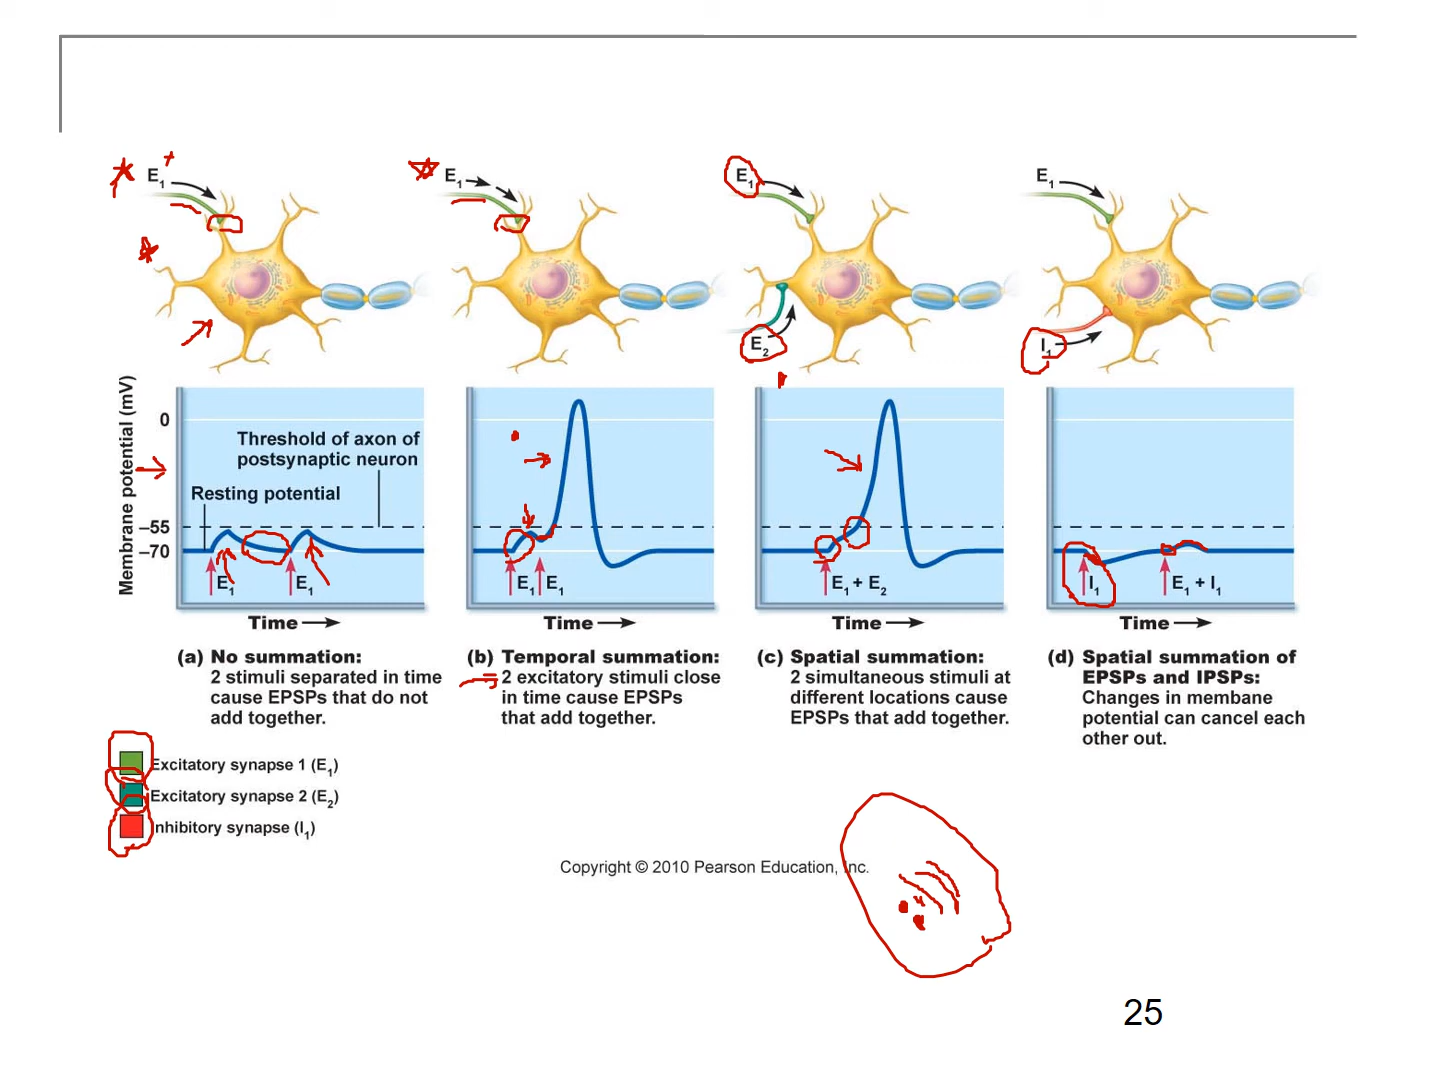 E1
E1
E1
E1
E2
I1
Membrane potential (mV)
0
–55
–70
Threshold of axon of
postsynaptic neuron
Resting potential
E1
E1
Time
E1
E1
Time
E1 + E2
Time
I1
E1 + I1
Time
(a) No summation:
2 stimuli separated in time
cause EPSPs that do not
add together.
(b) Temporal summation:
2 excitatory stimuli close
in time cause EPSPs
that add together.
(c) Spatial summation:
2 simultaneous stimuli at
different locations cause
EPSPs that add together.
(d) Spatial summation of
EPSPs and IPSPs:
Changes in membane
potential can cancel each
other out.
Excitatory synapse 1 (E1)
Excitatory synapse 2 (E2)
Inhibitory synapse (I1)
Copyright © 2010 Pearson Education, Inc.
25